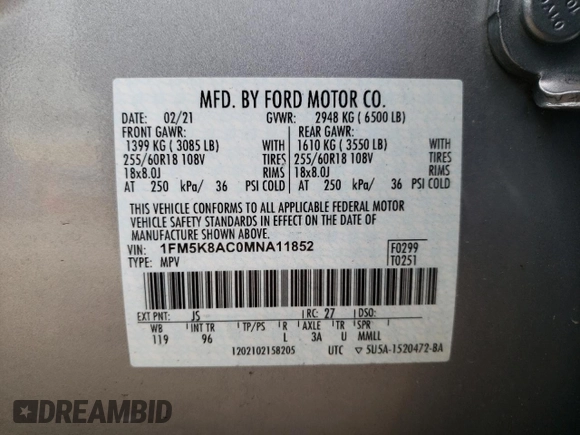 MFD. BY FORD MOTOR CO.
DATE: 02/21 GVWR: 2948 KG ( 6500 LB)
FRONT GAWR: REAR GAWR:
1399 KG ( 3085 LB) WITH 1610 KG ( 3550 LB) WITH
255/60R18 108V TIRES 255/60R18 108V TIRES
18x8.0J RIMS 18x8.0J RIMS
AT 250 kPa/ 36 PSI COLD AT 250 kPa/ 36 PSI COLD
THIS VEHICLE CONFORMS TO ALL APPLICABLE FEDERAL MOTOR
VEHICLE SAFETY STANDARDS IN EFFECT ON THE DATE OF
MANUFACTURE SHOWN ABOVE.
VIN: 1FM5K8AC0MNA11852 F0299
TYPE: MPV T0251
EXT PNT: JS RC: 27 DSO:
WB INT TR TP/PS R AXLE TR SPR
119 96 L 3A U MMLL
1202102158205 UTC ▽ 5U5A-1520472-BA
DREAMBID